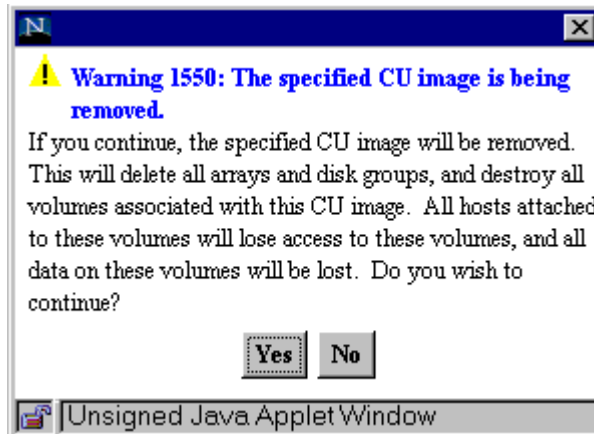 N
Warning 1550: The specified CU image is being
removed.
If you continue, the specified CU image will be removed.
This will delete all arrays and disk groups, and destroy all
volumes associated with this CU image. All hosts attached
to these volumes will lose access to these volumes, and all
data on these volumes will be lost. Do you wish to
continue?
Yes No
Unsigned Java Applet Window